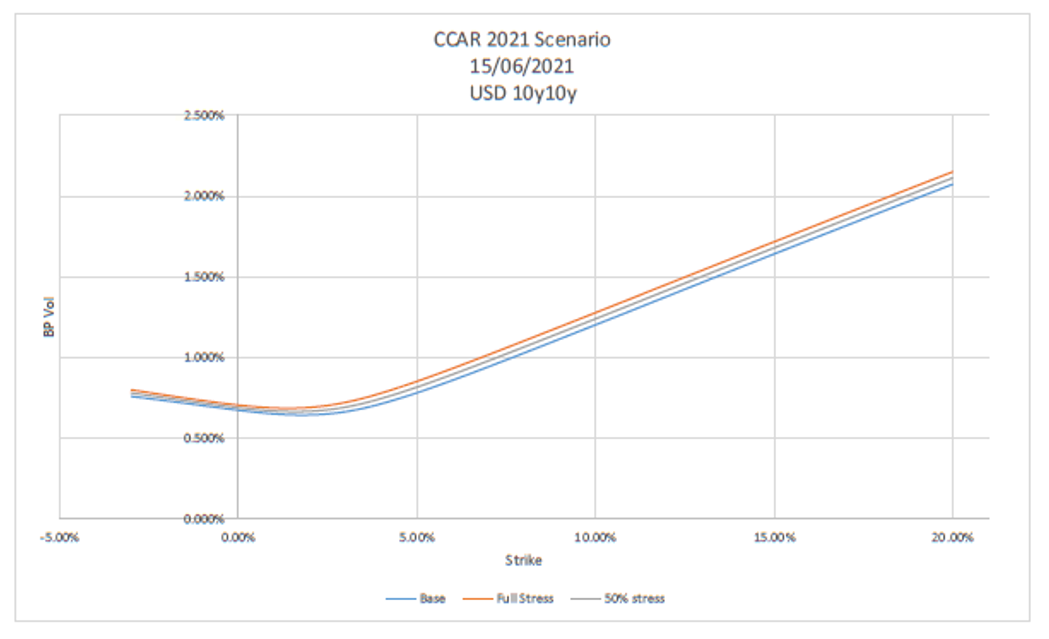 CCAR 2021 Scenario
15/06/2021
USD 10y10y
2.500%
2.000%
1.500%
1.000%
0.500%
0.000%
BP Vol
-5.00% 0.00% 5.00% 10.00% 15.00% 20.00%
Strike
Base Full Stress 50% stress